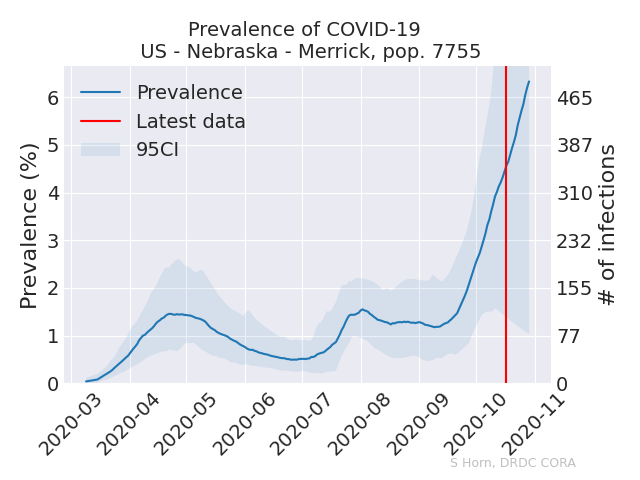 Prevalence of COVID-19
US - Nebraska - Merrick, pop. 7755
Prevalence
Latest data
95CI
Prevalence (%)
6
5
4
3
2
1
0
465
387
310
232
155
77
0
# of infections
2020-03
2020-04
2020-05
2020-06
2020-07
2020-08
2020-09
2020-10
2020-11
S Horn, DRDC CORA